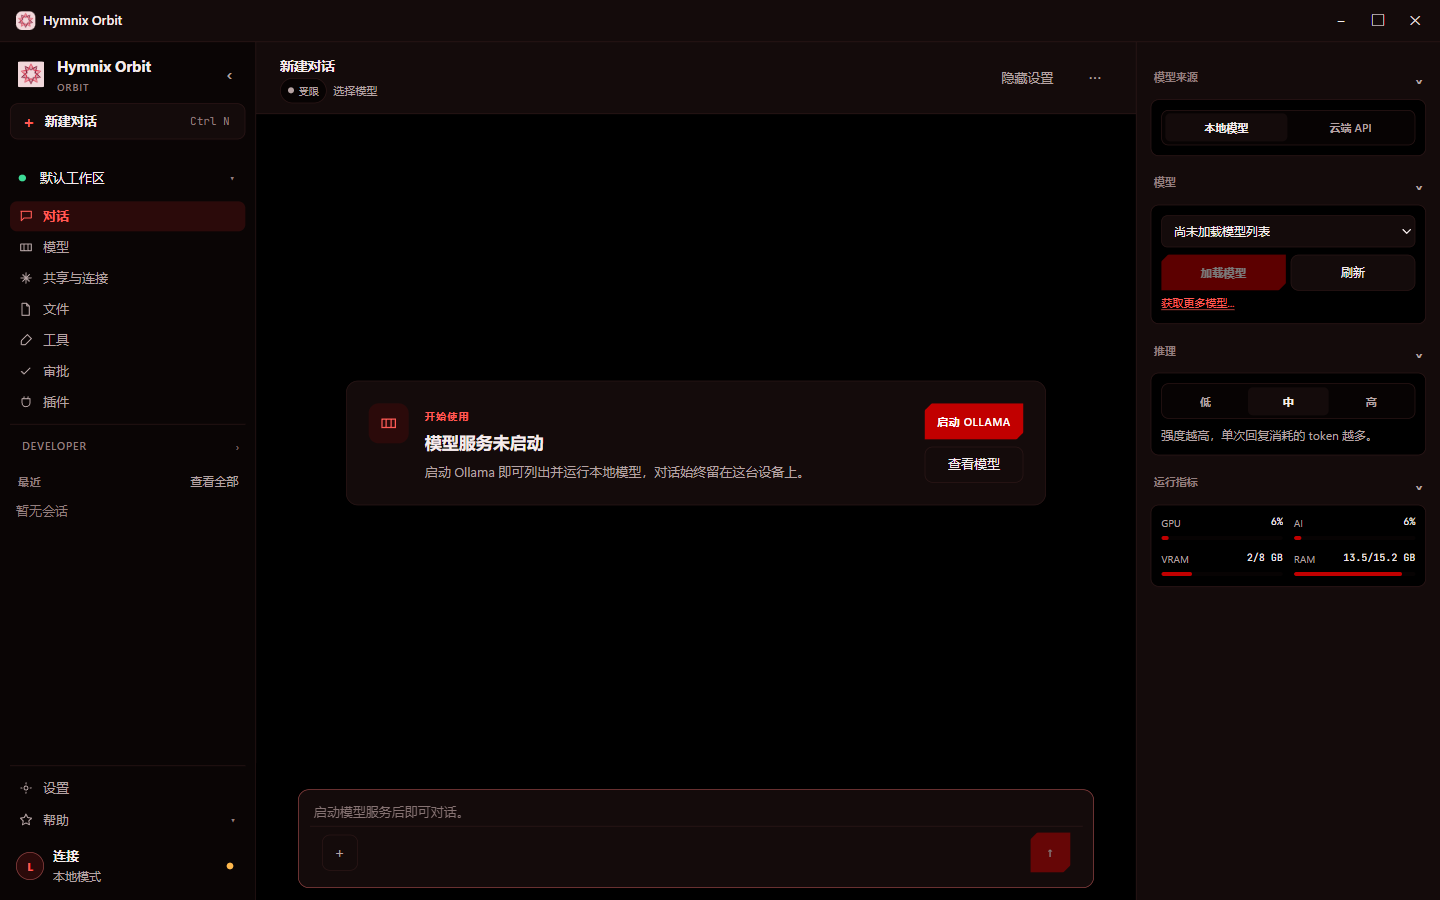 Hymnix Orbit
Hymnix Orbit
ORBIT
新建对话
Ctrl N
默认工作区
对话
模型
共享与连接
文件
工具
审批
插件
DEVELOPER
最近
查看全部
暂无会话
设置
帮助
L
连接
本地模式
新建对话
受限
选择模型
隐藏设置
开始使用
模型服务未启动
启动 Ollama 即可列出并运行本地模型，对话始终留在这台设备上。
启动 OLLAMA
查看模型
启动模型服务后即可对话。
模型来源
本地模型
云端 API
模型
尚未加载模型列表
加载模型
刷新
获取更多模型...
推理
低
中
高
强度越高，单次回复消耗的 token 越多。
运行指标
GPU 6%
AI 6%
VRAM 2/8 GB
RAM 13.5/15.2 GB